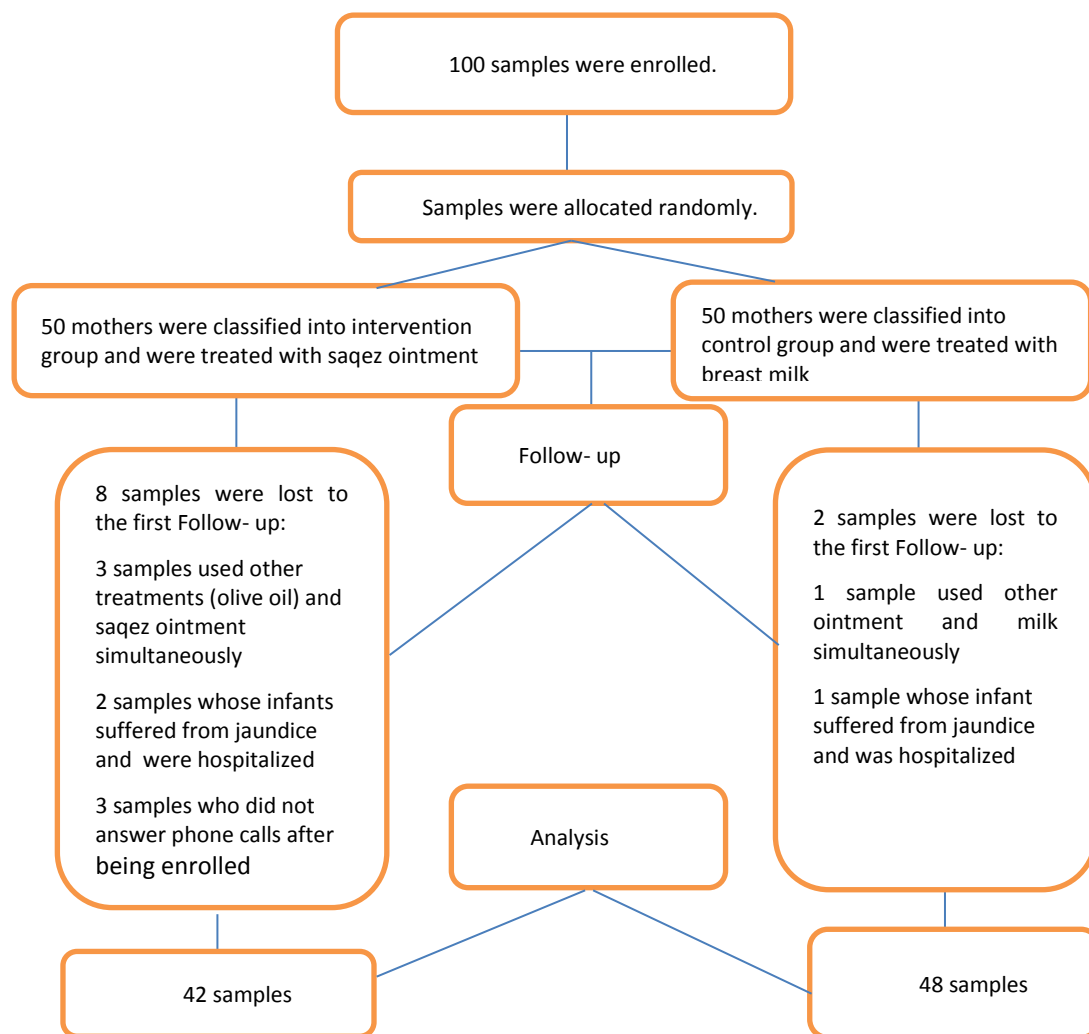 100 samples were enrolled.
Samples were allocated randomly.
50 mothers were classified into intervention
group and were treated with saqez ointment
50 mothers were classified into
control group and were treated with
breast milk
Follow- up
8 samples were lost to
the first Follow- up:
3 samples used other
treatments (olive oil) and
saqez ointment
simultaneously
2 samples whose infants
suffered from jaundice
and were hospitalized
3 samples who did not
answer phone calls after
being enrolled
2 samples were lost to
the first Follow- up:
1 sample used other
ointment and milk
simultaneously
1 sample whose infant
suffered from jaundice
and was hospitalized
Analysis
42 samples
48 samples